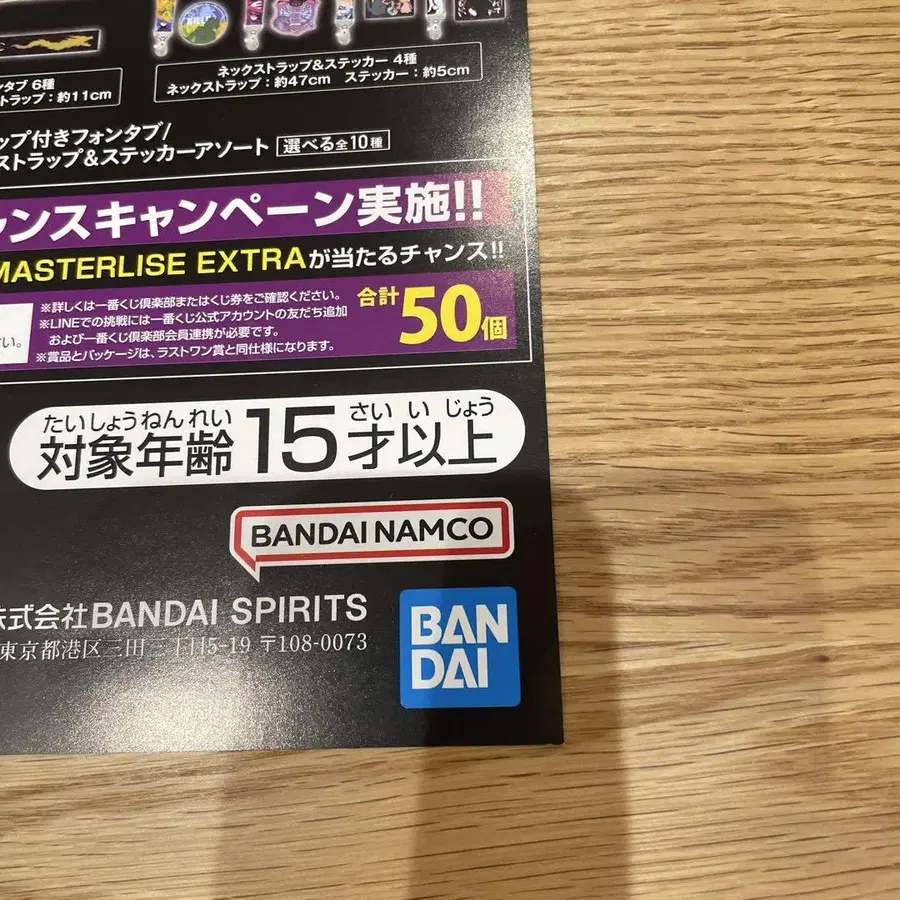 ンタブ 6種
トラップ：約11cm
ネックストラップ&ステッカー 4種
ネックストラップ：約47cm ステッカー：約5cm
ップ付きフォンタブ/
ストラップ&ステッカーアソート 選べる全10種
ンスキャンペーン実施!!
MASTERLISE EXTRAが当たるチャンス!!
さい。
※詳しくは一番くじ倶楽部またはくじ券をご確認ください。
※LINEでの挑戦には一番くじ公式アカウントの友だち追加
および一番くじ倶楽部会員連携が必要です。
※賞品とパッケージは、ラストワン賞と同仕様になります。
合計50個
たいしょうねんれい さいいじょう
対象年齢15才以上
BANDAI NAMCO
株式会社BANDAI SPIRITS
東京都港区三田三丁目5-19 〒108-0073
BAN
DAI